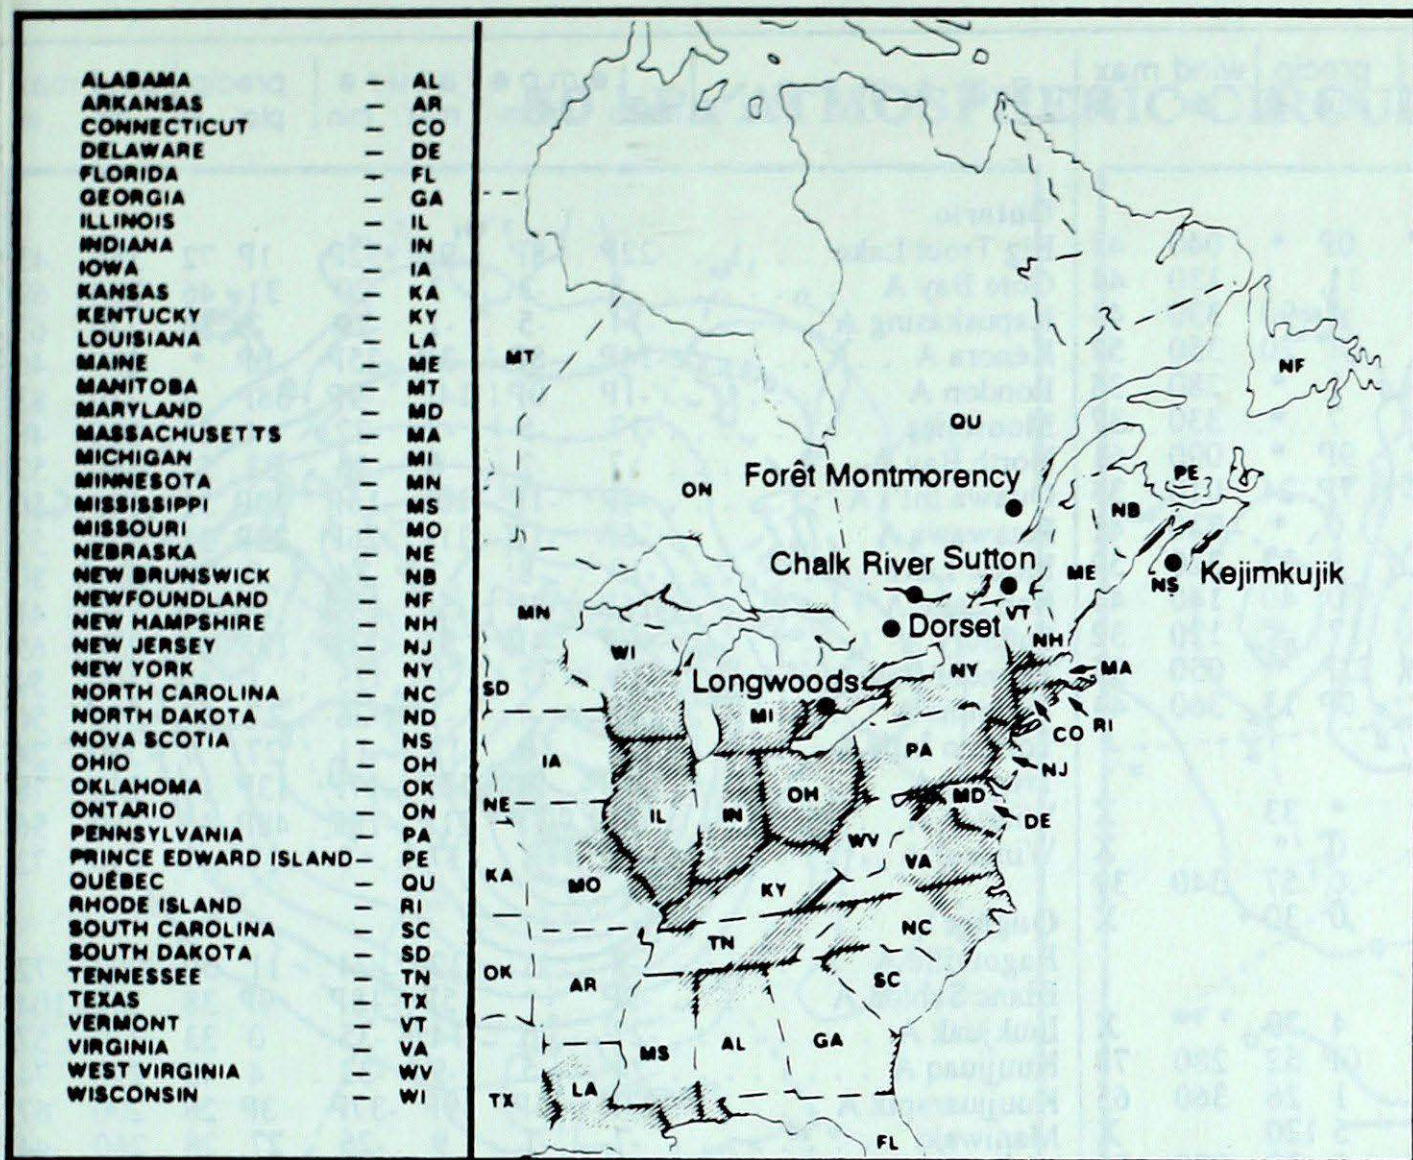 ALABAMA — AL
ARKANSAS — AR
CONNECTICUT — CO
DELAWARE — DE
FLORIDA — FL
GEORGIA — GA
ILLINOIS — IL
INDIANA — IN
IOWA — IA
KANSAS — KA
KENTUCKY — KY
LOUISIANA — LA
MAINE — ME
MANITOBA — MT
MARYLAND — MD
MASSACHUSETTS — MA
MICHIGAN — MI
MINNESOTA — MN
MISSISSIPPI — MS
MISSOURI — MO
NEBRASKA — NE
NEW BRUNSWICK — NB
NEWFOUNDLAND — NF
NEW HAMPSHIRE — NH
NEW JERSEY — NJ
NEW YORK — NY
NORTH CAROLINA — NC
NORTH DAKOTA — ND
NOVA SCOTIA — NS
OHIO — OH
OKLAHOMA — OK
ONTARIO — ON
PENNSYLVANIA — PA
PRINCE EDWARD ISLAND — PE
QUÉBEC — QU
RHODE ISLAND — RI
SOUTH CAROLINA — SC
SOUTH DAKOTA — SD
TENNESSEE — TN
TEXAS — TX
VERMONT — VT
VIRGINIA — VA
WEST VIRGINIA — WV
WISCONSIN — WI
MT
NF
QU
PE
Forêt Montmorency
ON
NB
Chalk River
Sutton
ME
NS
Kejimkujik
MN
VT
Dorset
NH
WI
NY
MA
SD
Longwoods
MI
CO
RI
IA
PA
NJ
NE
IL
IN
OH
MD
DE
WV
VA
KA
MO
KY
NC
TN
OK
AR
SC
MS
AL
GA
LA
TX
FL